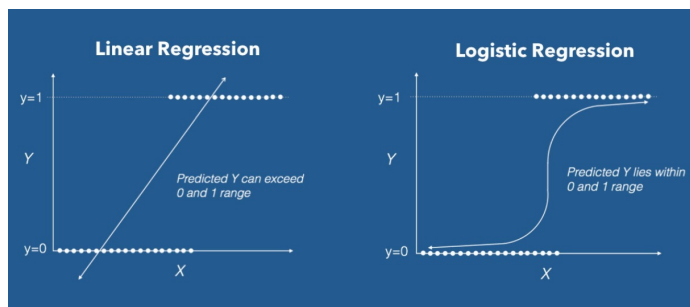 Linear Regression
y=1
Y
Predicted Y can exceed
0 and 1 range
y=0
X
Logistic Regression
y=1
Y
Predicted Y lies within
0 and 1 range
y=0
X